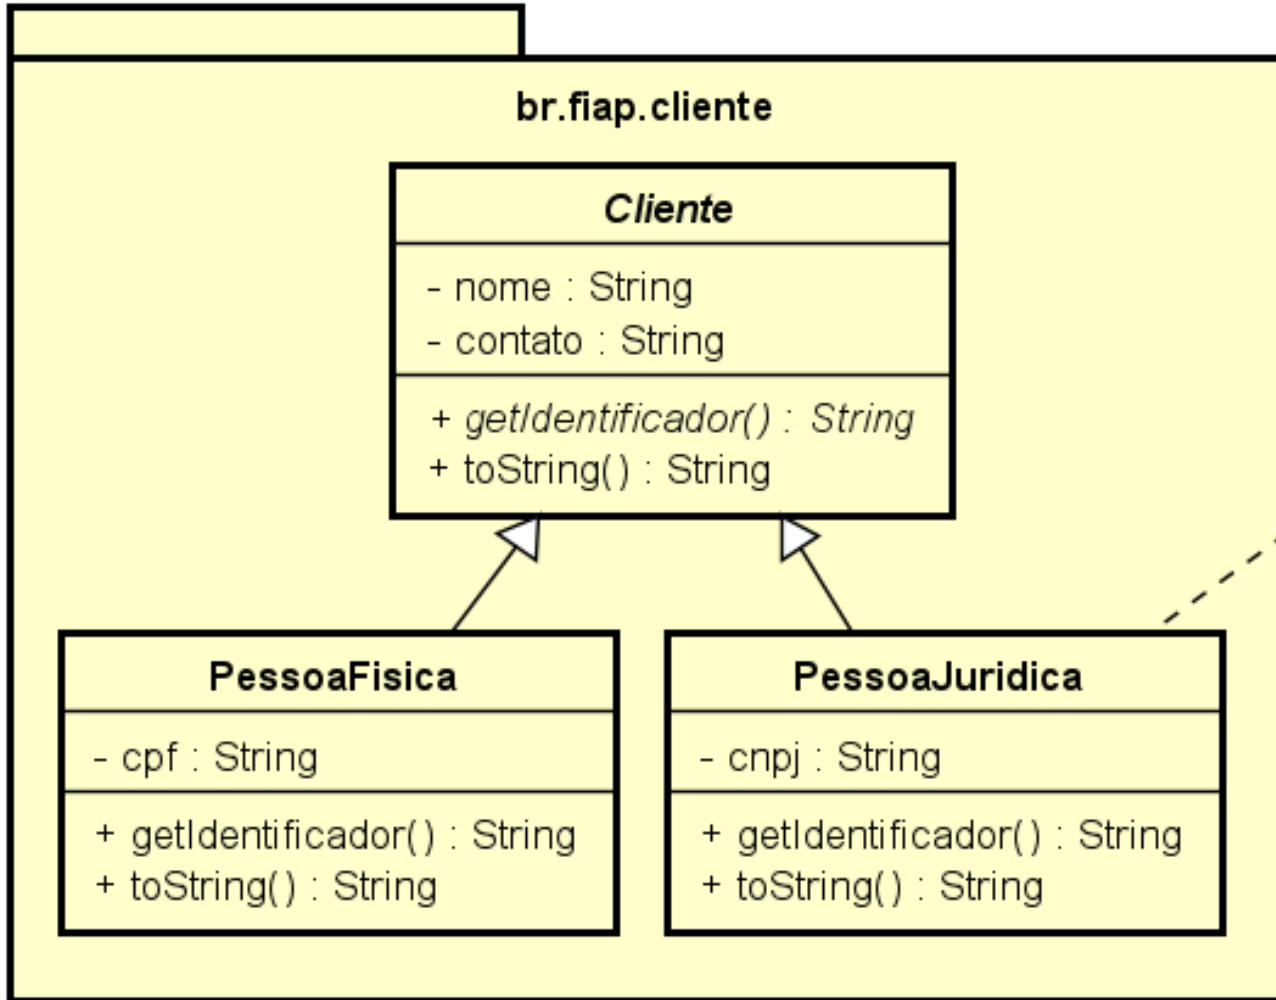 br.fiap.cliente
Cliente
- nome : String
- contato : String
+ getIdentificador() : String
+ toString() : String
PessoaFisica
- cpf : String
+ getIdentificador() : String
+ toString() : String
PessoaJuridica
- cnpj : String
+ getIdentificador() : String
+ toString() : String